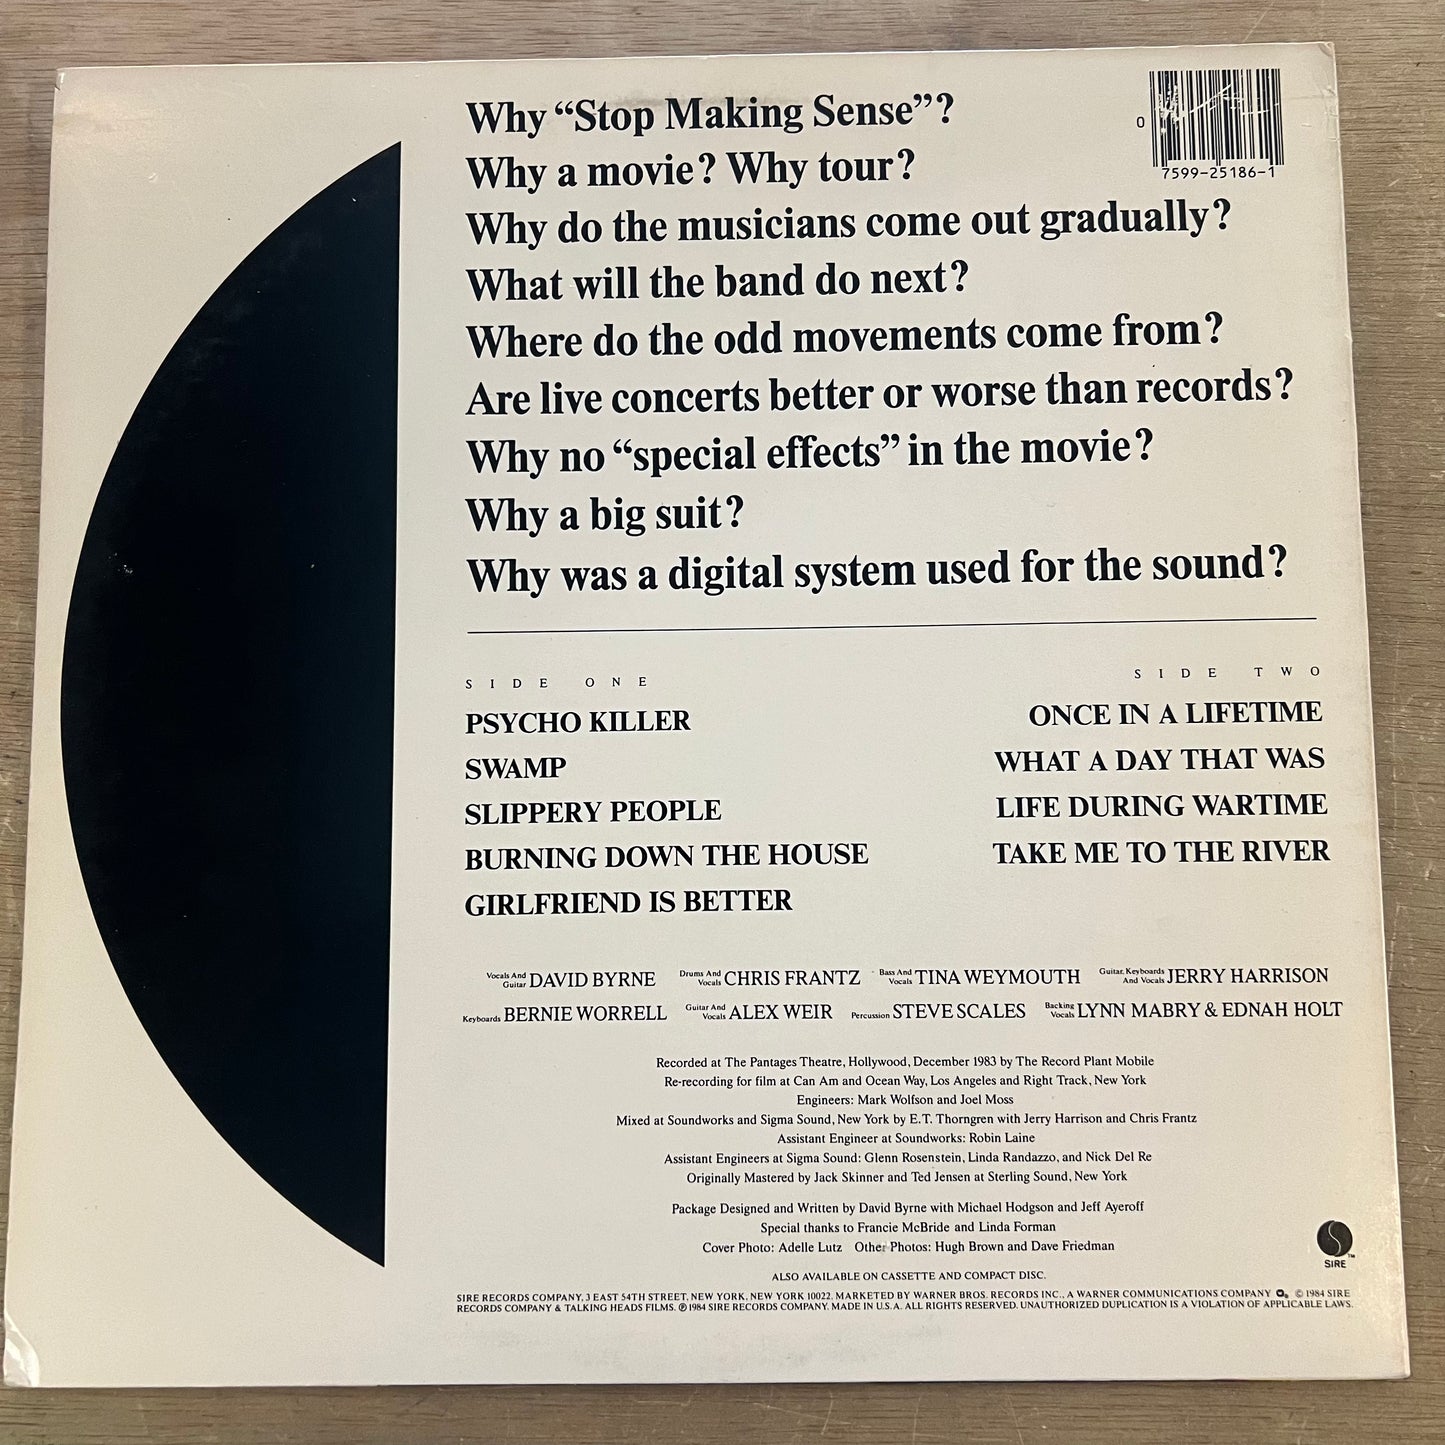 Why “Stop Making Sense”?
Why a movie? Why tour?
Why do the musicians come out gradually?
What will the band do next?
Where do the odd movements come from?
Are live concerts better or worse than records?
Why no “special effects” in the movie?
Why a big suit?
Why was a digital system used for the sound?
0
7599-25186-1
SIDE ONE
PSYCHO KILLER
SWAMP
SLIPPERY PEOPLE
BURNING DOWN THE HOUSE
GIRLFRIEND IS BETTER
SIDE TWO
ONCE IN A LIFETIME
WHAT A DAY THAT WAS
LIFE DURING WARTIME
TAKE ME TO THE RIVER
Vocals And Guitar DAVID BYRNE Drums And Vocals CHRIS FRANTZ Bass And Vocals TINA WEYMOUTH Guitar, Keyboards And Vocals JERRY HARRISON
Keyboards BERNIE WORRELL Guitar And Vocals ALEX WEIR Percussion STEVE SCALES Backing Vocals LYNN MABRY & EDNAH HOLT
Recorded at The Pantages Theatre, Hollywood, December 1983 by The Record Plant Mobile
Re-recording for film at Can Am and Ocean Way, Los Angeles and Right Track, New York
Engineers: Mark Wolfson and Joel Moss
Mixed at Soundworks and Sigma Sound, New York by E.T. Thorngren with Jerry Harrison and Chris Frantz
Assistant Engineer at Soundworks: Robin Laine
Assistant Engineers at Sigma Sound: Glenn Rosenstein, Linda Randazzo, and Nick Del Re
Originally Mastered by Jack Skinner and Ted Jensen at Sterling Sound, New York
Package Designed and Written by David Byrne with Michael Hodgson and Jeff Ayeroff
Special thanks to Francie McBride and Linda Forman
Cover Photo: Adelle Lutz Other Photos: Hugh Brown and Dave Friedman
SIRE™
ALSO AVAILABLE ON CASSETTE AND COMPACT DISC.
SIRE RECORDS COMPANY, 3 EAST 54TH STREET, NEW YORK, NEW YORK 10022. MARKETED BY WARNER BROS. RECORDS INC., A WARNER COMMUNICATIONS COMPANY © 1984 SIRE
RECORDS COMPANY & TALKING HEADS FILMS. ℗ 1984 SIRE RECORDS COMPANY. MADE IN U.S.A. ALL RIGHTS RESERVED. UNAUTHORIZED DUPLICATION IS A VIOLATION OF APPLICABLE LAWS.